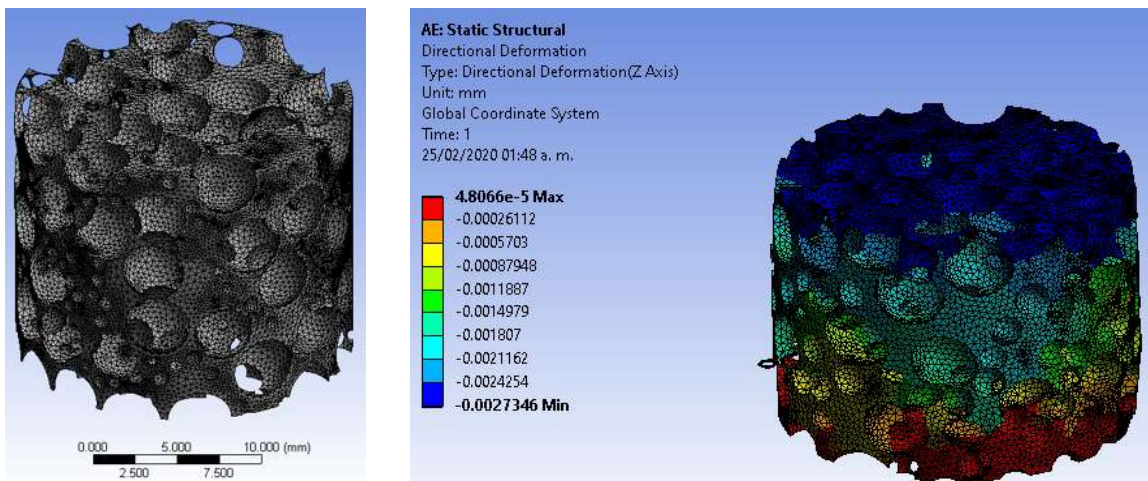 0.000
5.000
10.000 (mm)
2.500
7.500
AE: Static Structural
Directional Deformation
Type: Directional Deformation(Z Axis)
Unit: mm
Global Coordinate System
Time: 1
25/02/2020 01:48 a. m.
4.8066e-5 Max
-0.00026112
-0.0005703
-0.00087948
-0.0011887
-0.0014979
-0.001807
-0.0021162
-0.0024254
-0.0027346 Min